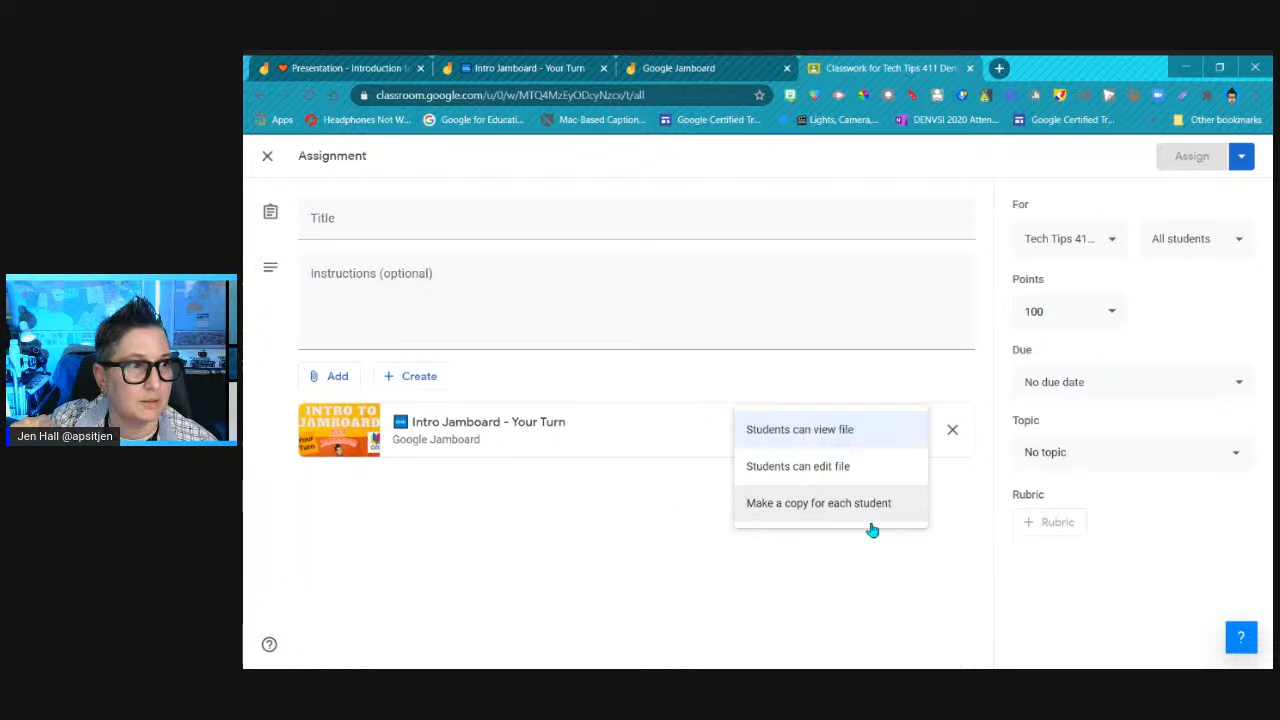 Presentation - Introduction t
Intro Jamboard - Your Turn
Google Jamboard
Classwork for Tech Tips 411 Den
classroom.google.com/u/0/w/MTQ4MzEyODcyNzcx/t/all
Apps
Headphones Not W...
Google for Educati...
Mac-Based Caption...
Google Certified Tr...
Lights, Camera,...
DENVSI 2020 Atten...
Google Certified Tr...
Other bookmarks
Assignment
Assign
Title
Instructions (optional)
Add
Create
INTRO TO
JAMBOARD
Your
Turn
Intro Jamboard - Your Turn
Google Jamboard
Students can view file
Students can edit file
Make a copy for each student
For
Tech Tips 41...
All students
Points
100
Due
No due date
Topic
No topic
Rubric
+ Rubric
?
Jen Hall @apsitjen